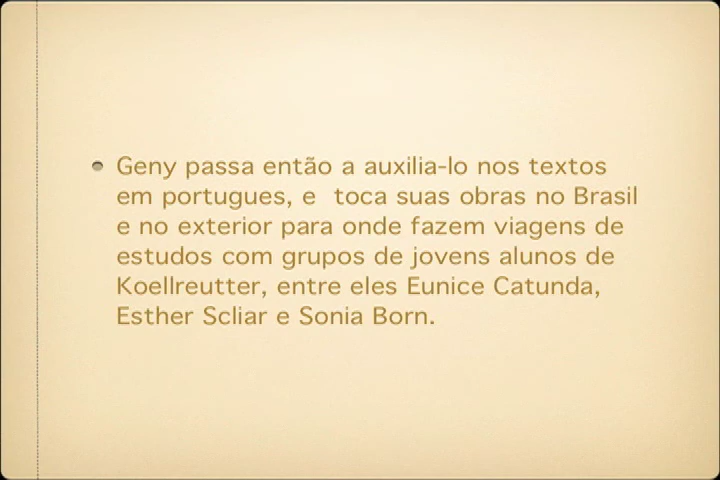 Geny passa então a auxilia-lo nos textos
em portugues, e  toca suas obras no Brasil
e no exterior para onde fazem viagens de
estudos com grupos de jovens alunos de
Koellreutter, entre eles Eunice Catunda,
Esther Scliar e Sonia Born.